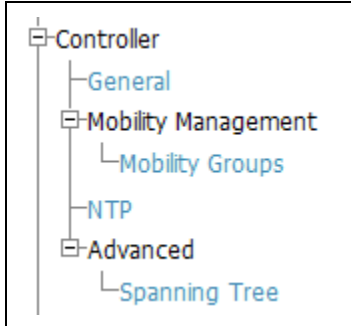 Controller
General
Mobility Management
Mobility Groups
NTP
Advanced
Spanning Tree